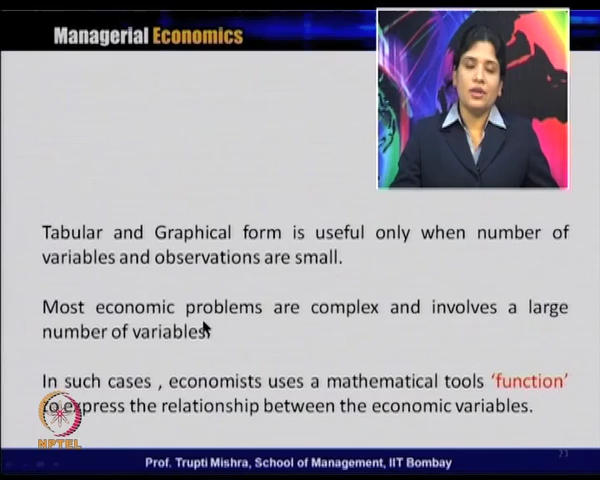 Managerial Economics
Tabular and Graphical form is useful only when number of
variables and observations are small.
Most economic problems are complex and involves a large
number of variables.
In such cases , economists uses a mathematical tools ‘function’
to express the relationship between the economic variables.
NPTEL
Prof. Trupti Mishra, School of Management, IIT Bombay
23